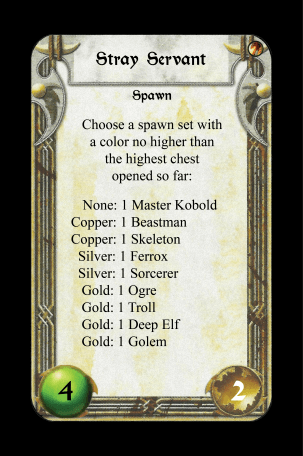 Stray Servant
Spawn
Choose a spawn set with
a color no higher than
the highest chest
opened so far:
None: 1 Master Kobold
Copper: 1 Beastman
Copper: 1 Skeleton
Silver: 1 Ferrox
Silver: 1 Sorcerer
Gold: 1 Ogre
Gold: 1 Troll
Gold: 1 Deep Elf
Gold: 1 Golem
4
2